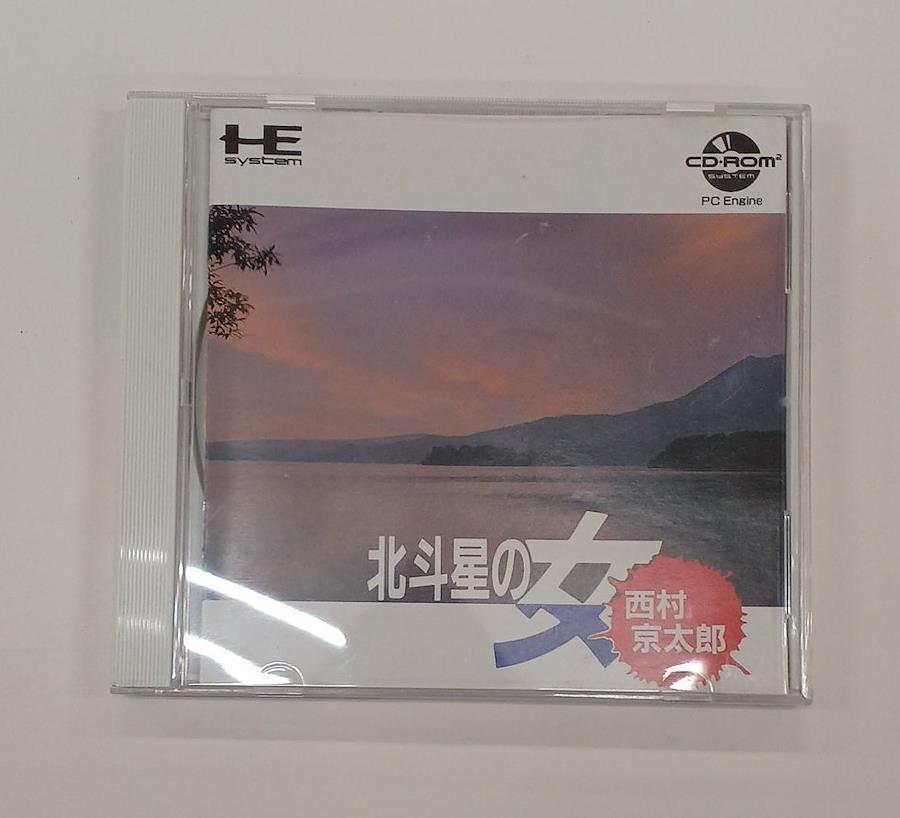 HE
system
CD-ROM²
SYSTEM
PC Engine
北斗星の女
西村
京太郎